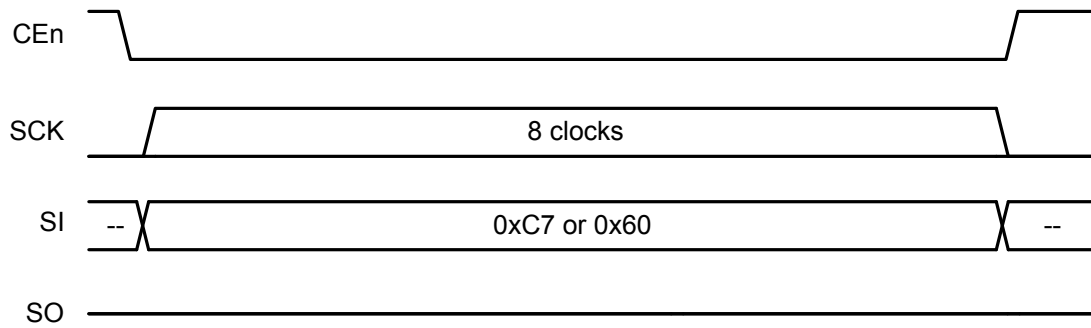 CEn
SCK 8 clocks
SI -- 0xC7 or 0x60 --
SO